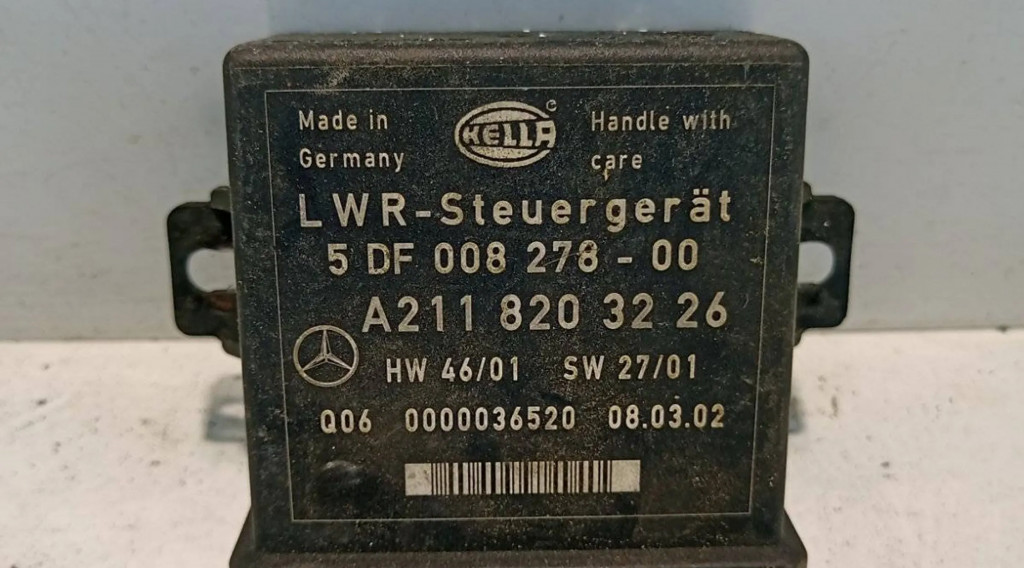 Made in Germany
HELLA
Handle with care
LWR-Steuergerät
5 DF 008 278 - 00
A211 820 32 26
HW 46/01 SW 27/01
Q06 0000036520 08.03.02